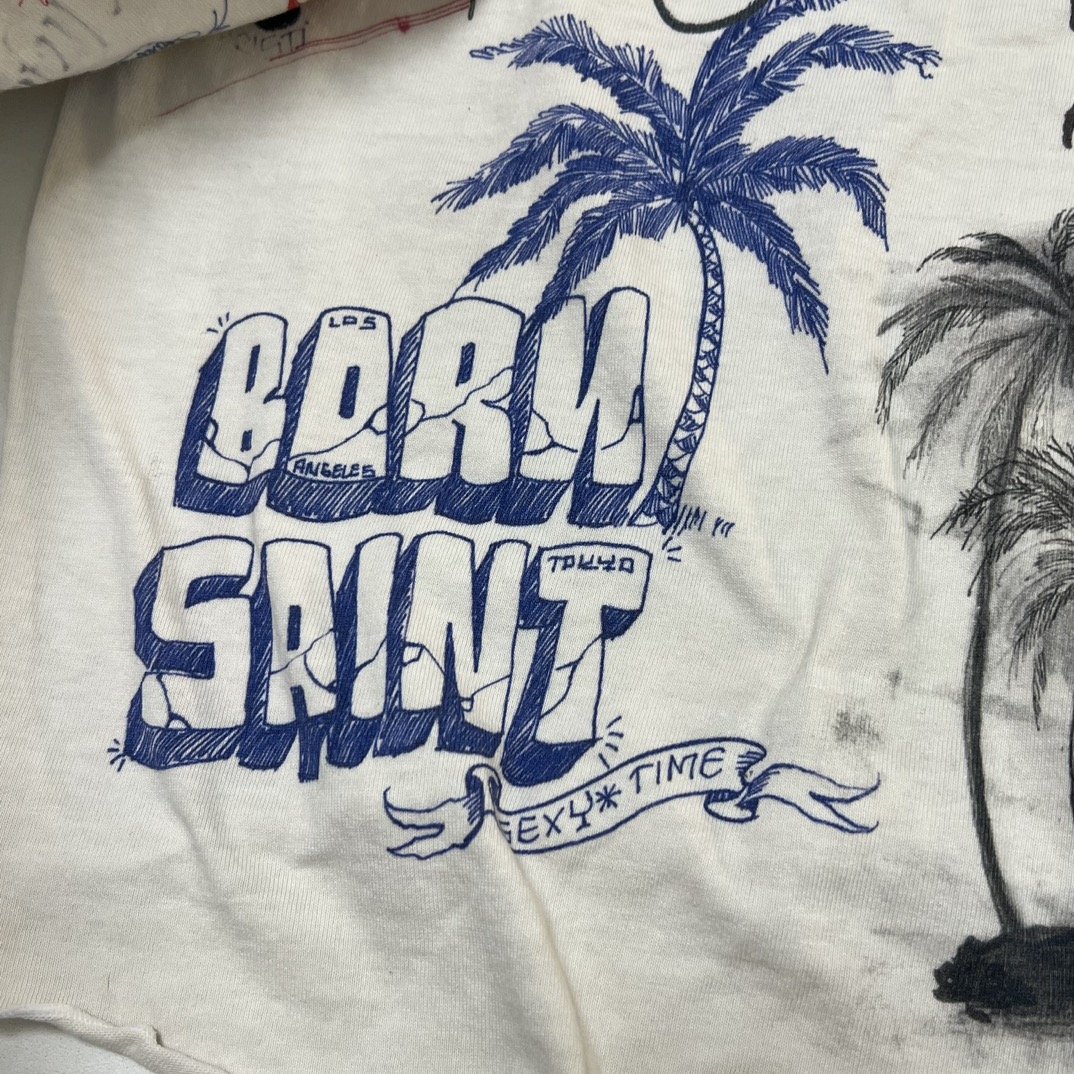 LOS
BORN
ANGELES
TOKYO
SAINT
SEXY* TIME